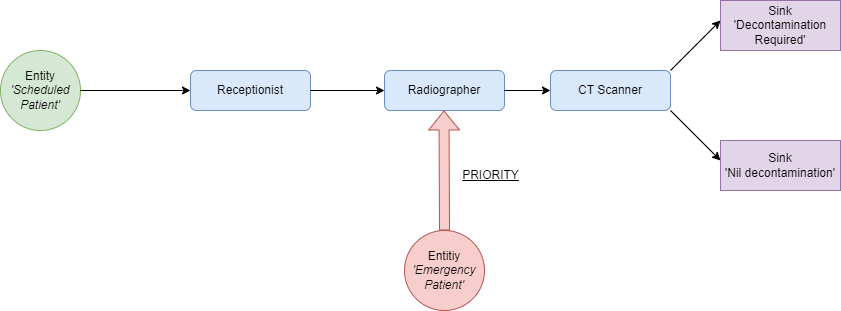 Sink
'Decontamination
Required'
Entity
'Scheduled
Patient'
Receptionist
Radiographer
CT Scanner
Sink
'Nil decontamination'
PRIORITY
Entitiy
'Emergency
Patient'